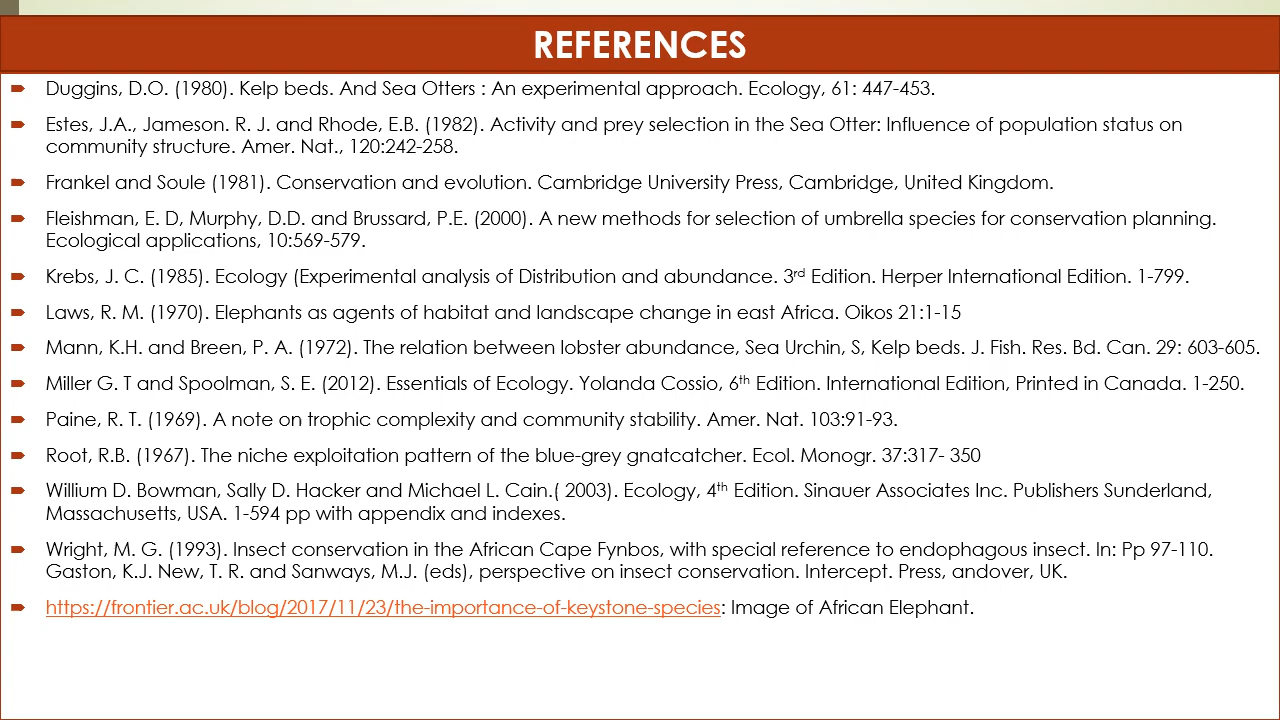 REFERENCES
Duggins, D.O. (1980). Kelp beds. And Sea Otters : An experimental approach. Ecology, 61: 447-453.
Estes, J.A., Jameson. R. J. and Rhode, E.B. (1982). Activity and prey selection in the Sea Otter: Influence of population status on
community structure. Amer. Nat., 120:242-258.
Frankel and Soule (1981). Conservation and evolution. Cambridge University Press, Cambridge, United Kingdom.
Fleishman, E. D, Murphy, D.D. and Brussard, P.E. (2000). A new methods for selection of umbrella species for conservation planning.
Ecological applications, 10:569-579.
Krebs, J. C. (1985). Ecology (Experimental analysis of Distribution and abundance. 3rd Edition. Herper International Edition. 1-799.
Laws, R. M. (1970). Elephants as agents of habitat and landscape change in east Africa. Oikos 21:1-15
Mann, K.H. and Breen, P. A. (1972). The relation between lobster abundance, Sea Urchin, S, Kelp beds. J. Fish. Res. Bd. Can. 29: 603-605.
Miller G. T and Spoolman, S. E. (2012). Essentials of Ecology. Yolanda Cossio, 6th Edition. International Edition, Printed in Canada. 1-250.
Paine, R. T. (1969). A note on trophic complexity and community stability. Amer. Nat. 103:91-93.
Root, R.B. (1967). The niche exploitation pattern of the blue-grey gnatcatcher. Ecol. Monogr. 37:317- 350
Willium D. Bowman, Sally D. Hacker and Michael L. Cain.( 2003). Ecology, 4th Edition. Sinauer Associates Inc. Publishers Sunderland,
Massachusetts, USA. 1-594 pp with appendix and indexes.
Wright, M. G. (1993). Insect conservation in the African Cape Fynbos, with special reference to endophagous insect. In: Pp 97-110.
Gaston, K.J. New, T. R. and Sanways, M.J. (eds), perspective on insect conservation. Intercept. Press, andover, UK.
https://frontier.ac.uk/blog/2017/11/23/the-importance-of-keystone-species: Image of African Elephant.